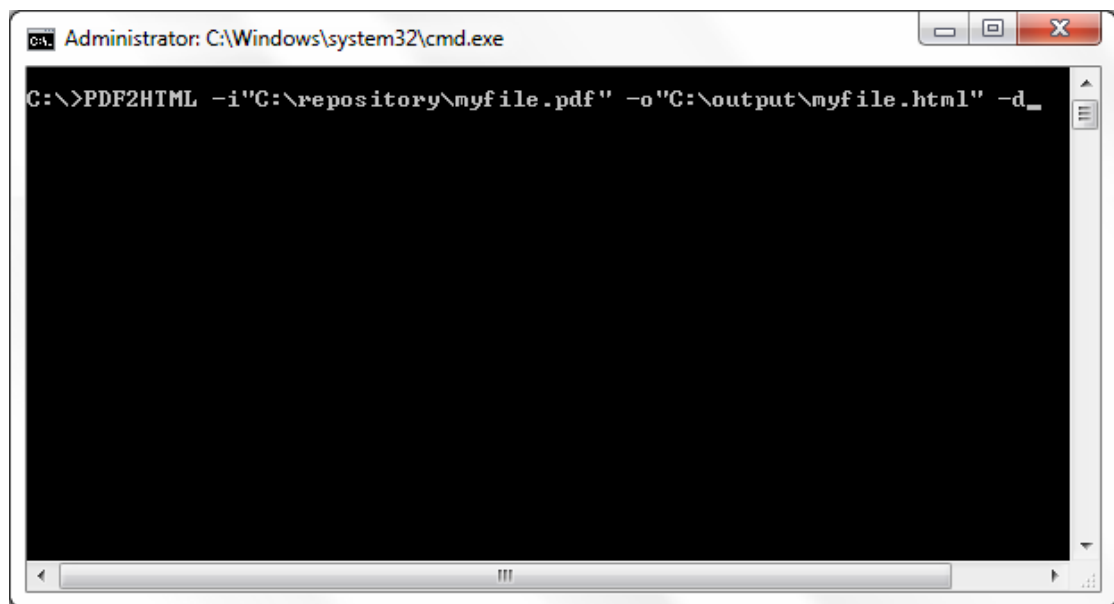 Administrator: C:\Windows\system32\cmd.exe
C:\>PDF2HTML -i"C:\repository\myfile.pdf" -o"C:\output\myfile.html" -d_